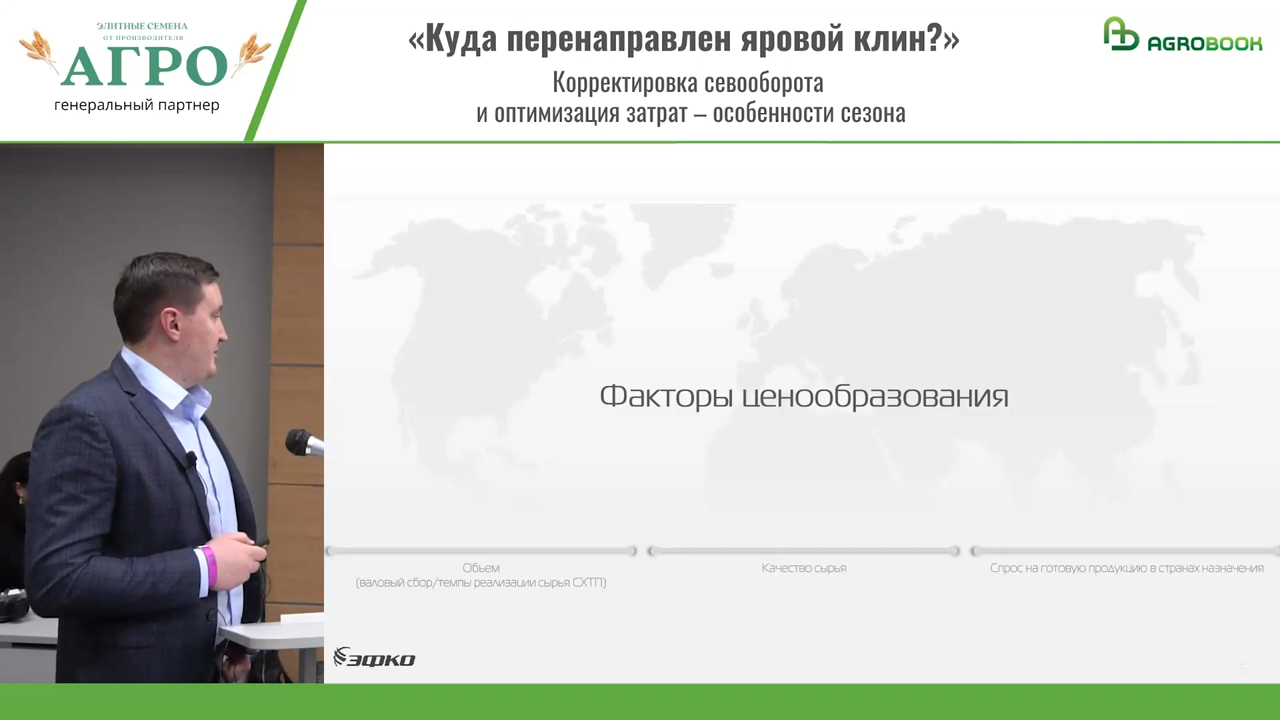 ЭЛИТНЫЕ СЕМЕНА
ОТ ПРОИЗВОДИТЕЛЯ
АГРО
генеральный партнер
«Куда перенаправлен яровой клин?»
Корректировка севооборота
и оптимизация затрат – особенности сезона
AGROBOOK
Факторы ценообразования
Объем
(валовый сбор/темпы реализации сырья СХТП)
Качество сырья
Спрос на готовую продукцию в странах назначения
ЭФКО